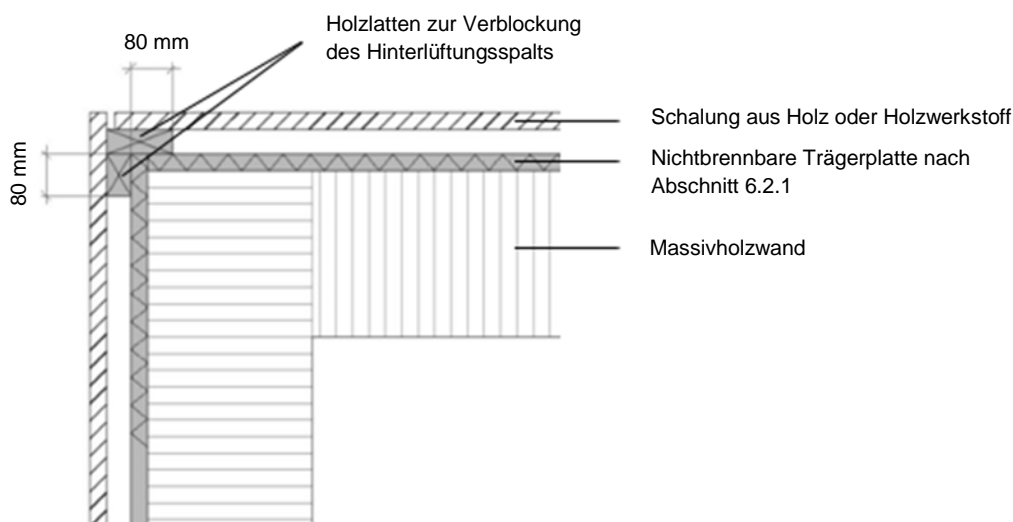 Holzlatten zur Verblockung
des Hinterlüftungsspalts
80 mm
Schalung aus Holz oder Holzwerkstoff
Nichtbrennbare Trägerplatte nach
Abschnitt 6.2.1
80 mm
Massivholzwand